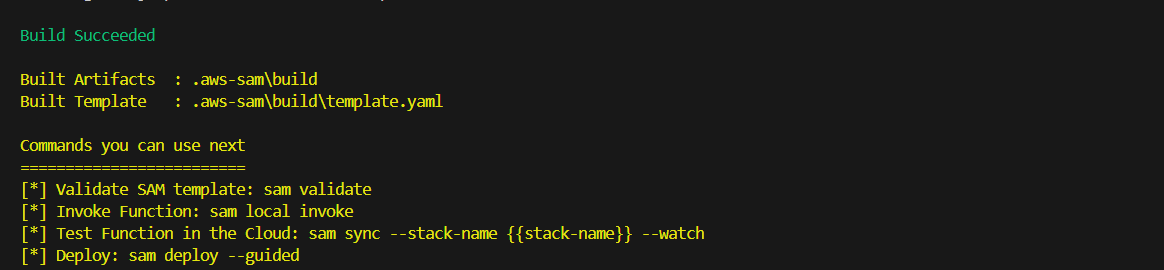 Build Succeeded
Built Artifacts  : .aws-sam\build
Built Template   : .aws-sam\build\template.yaml
Commands you can use next
=========================
[*] Validate SAM template: sam validate
[*] Invoke Function: sam local invoke
[*] Test Function in the Cloud: sam sync --stack-name {{stack-name}} --watch
[*] Deploy: sam deploy --guided